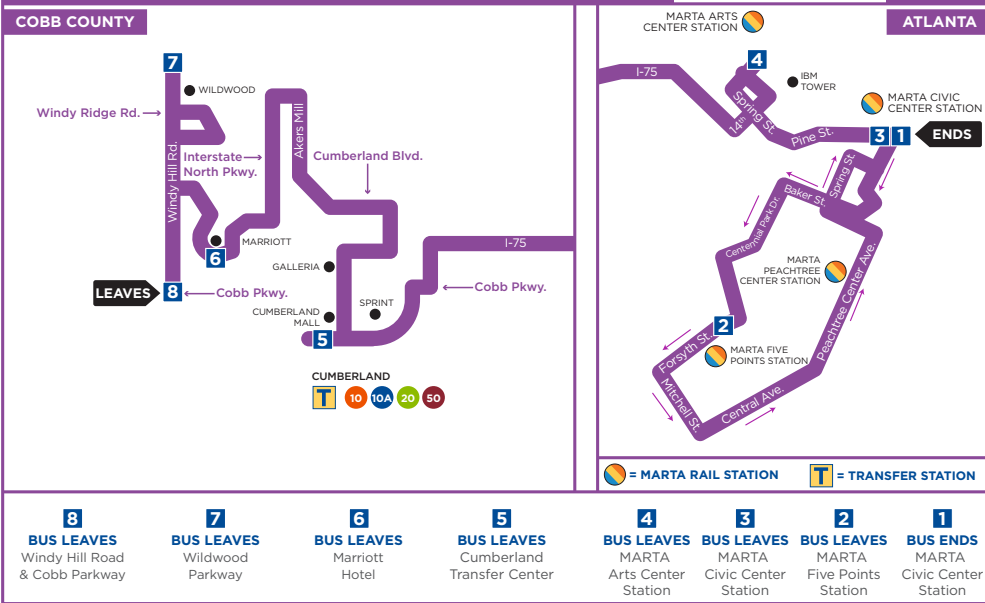 COBB COUNTY
7
WILDWOOD
Windy Ridge Rd.
Windy Hill Rd.
Interstate
North Pkwy.
Akers Mill
Cumberland Blvd.
MARRIOTT
6
GALLERIA
I-75
LEAVES
8
Cobb Pkwy.
Cobb Pkwy.
CUMBERLAND
MALL
SPRINT
5
CUMBERLAND
T
10
10A
20
50
ATLANTA
MARTA ARTS
CENTER STATION
4
I-75
IBM
TOWER
14th
Spring St.
Pine St.
MARTA CIVIC
CENTER STATION
3
1
ENDS
Spring St
Baker St.
Centennial Park Dr.
MARTA
PEACHTREE
CENTER STATION
Peachtree Center Ave.
2
Forsyth St.
MARTA FIVE
POINTS STATION
Mitchell St.
Central Ave.
= MARTA RAIL STATION
T = TRANSFER STATION
8
BUS LEAVES
Windy Hill Road
& Cobb Parkway
7
BUS LEAVES
Wildwood
Parkway
6
BUS LEAVES
Marriott
Hotel
5
BUS LEAVES
Cumberland
Transfer Center
4
BUS LEAVES
MARTA
Arts Center
Station
3
BUS LEAVES
MARTA
Civic Center
Station
2
BUS LEAVES
MARTA
Five Points
Station
1
BUS ENDS
MARTA
Civic Center
Station